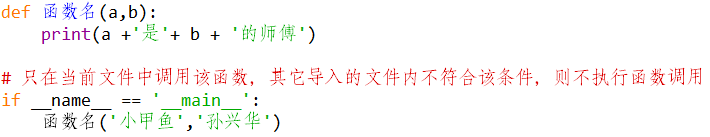 def 函数名(a,b):
    print(a +'是'+ b + '的师傅')
# 只在当前文件中调用该函数, 其它导入的文件内不符合该条件, 则不执行函数调用
if __name__ == '__main__':
    函数名('小甲鱼','孙兴华')